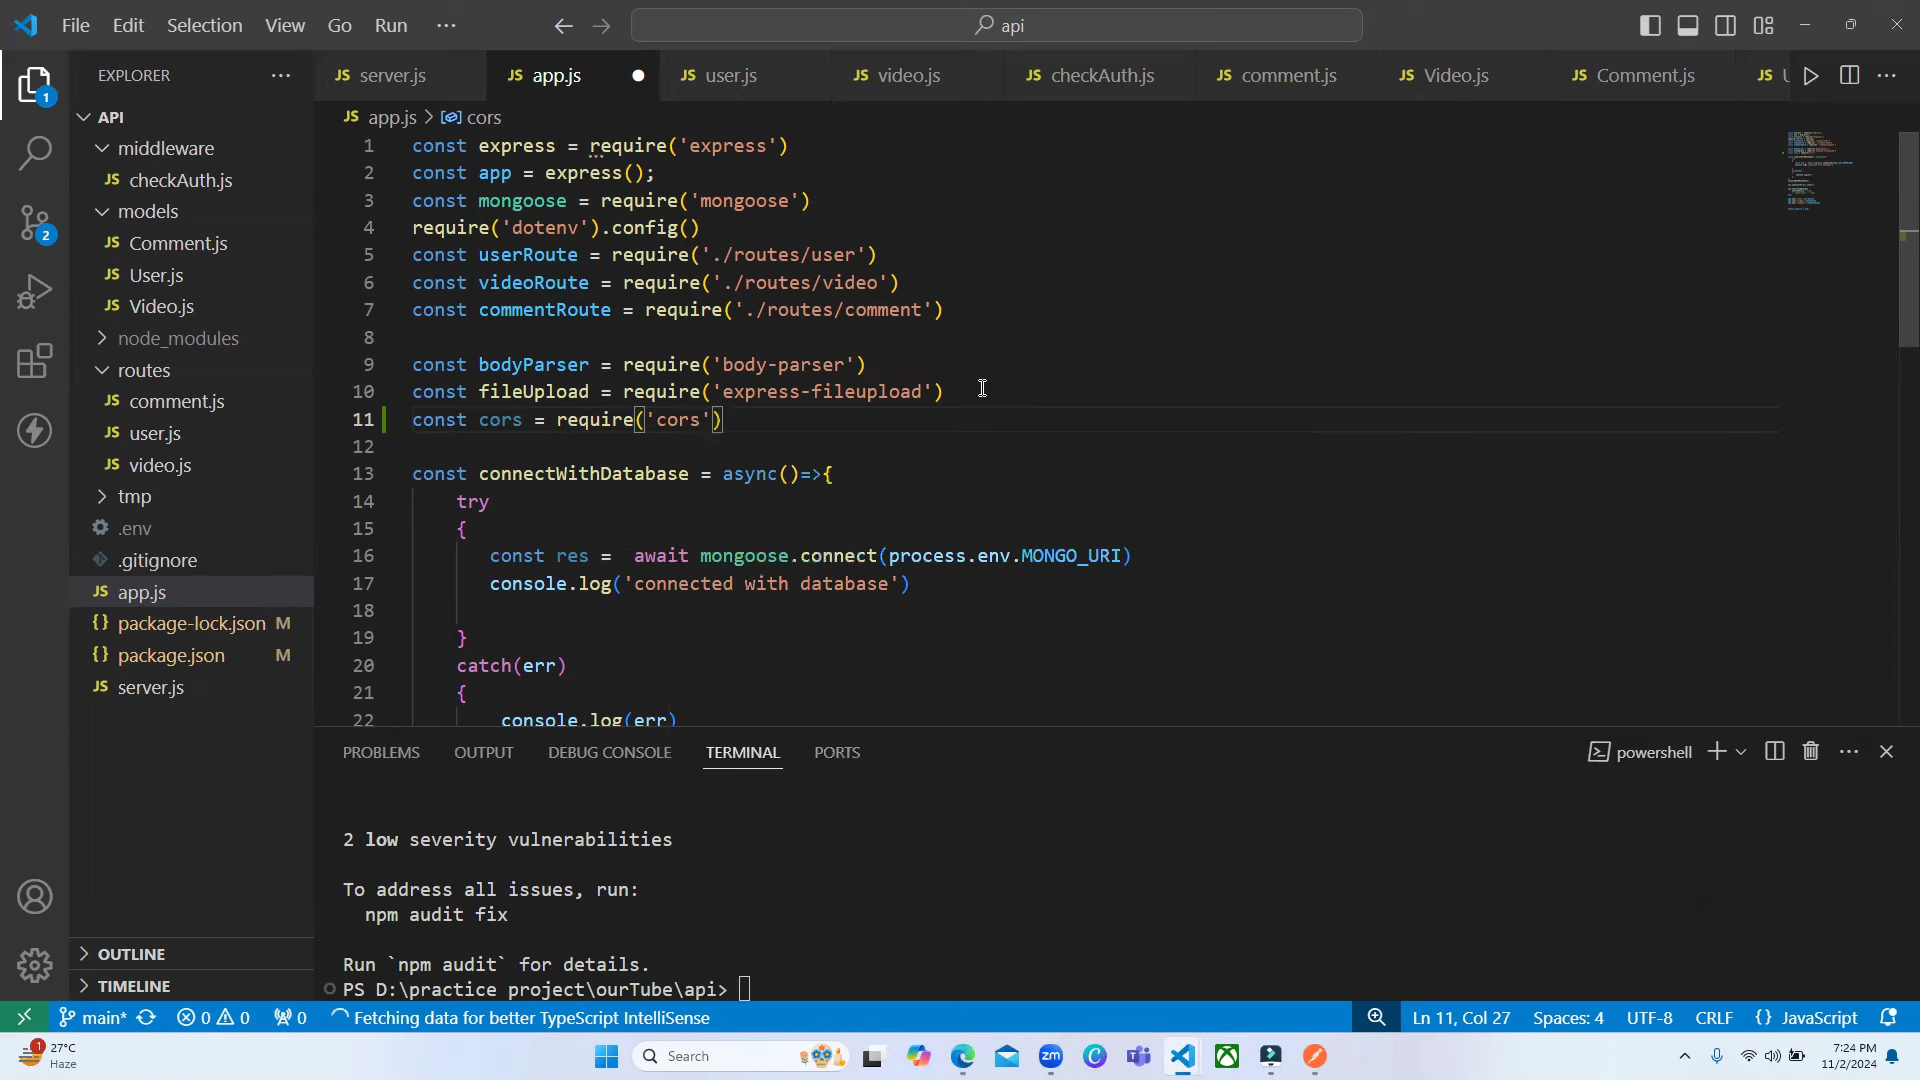 File Edit Selection View Go Run ···
api
EXPLORER ···
JS server.js JS app.js JS user.js JS video.js JS checkAuth.js JS comment.js JS Video.js JS Comment.js JS
API
middleware
JS checkAuth.js
models
JS Comment.js
JS User.js
JS Video.js
node_modules
routes
JS comment.js
JS user.js
JS video.js
tmp
.env
.gitignore
JS app.js
{} package-lock.json M
{} package.json M
JS server.js
OUTLINE
TIMELINE
1
2
JS app.js > cors
1 const express = require('express')
2 const app = express();
3 const mongoose = require('mongoose')
4 require('dotenv').config()
5 const userRoute = require('./routes/user')
6 const videoRoute = require('./routes/video')
7 const commentRoute = require('./routes/comment')
8
9 const bodyParser = require('body-parser')
10 const fileUpload = require('express-fileupload')
11 const cors = require('cors')
12
13 const connectWithDatabase = async()=>{
14 try
15 {
16 const res = await mongoose.connect(process.env.MONGO_URI)
17 console.log('connected with database')
18
19 }
20 catch(err)
21 {
22 console.log(err)
PROBLEMS OUTPUT DEBUG CONSOLE TERMINAL PORTS
powershell
2 low severity vulnerabilities
To address all issues, run:
npm audit fix
Run `npm audit` for details.
PS D:\practice project\ourTube\api>
main* 0 0 0 Fetching data for better TypeScript IntelliSense
Ln 11, Col 27 Spaces: 4 UTF-8 CRLF {} JavaScript
1
27°C
Haze
Search
zm
7:24 PM
11/2/2024